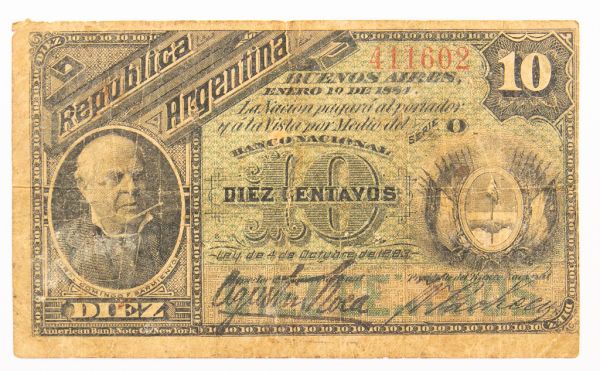 DIEZ
República
Argentina
411602
10
BUENOS AIRES,
ENERO 1º DE 1884
La Nacion pagará al portador
y á la Vista por Medio del
SERIE O
BANCO NACIONAL
10
DIEZ CENTAVOS
Ley de 4 de Octubre de 1883
DIEZ
American Bank Note Co. New York